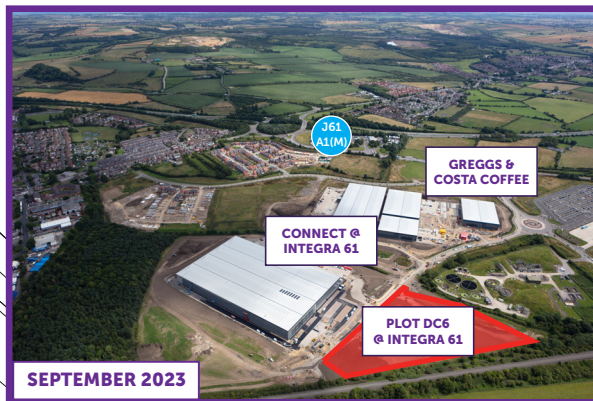 J61
A1(M)
GREGGS &
COSTA COFFEE
CONNECT @
INTEGRA 61
PLOT DC6
@ INTEGRA 61
SEPTEMBER 2023